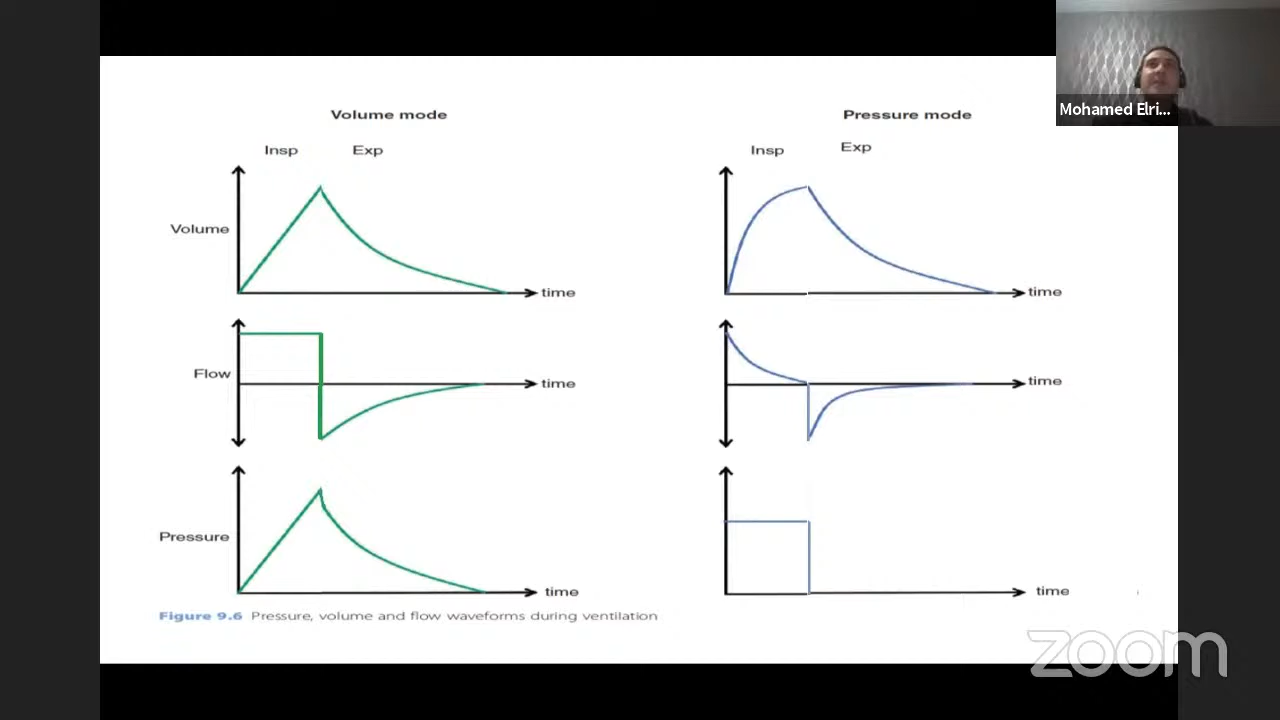 Mohamed Elri...
Volume mode
Insp Exp
Volume
time
Flow
time
Pressure
time
Pressure mode
Insp Exp
time
time
time
Figure 9.6 Pressure, volume and flow waveforms during ventilation
zoom